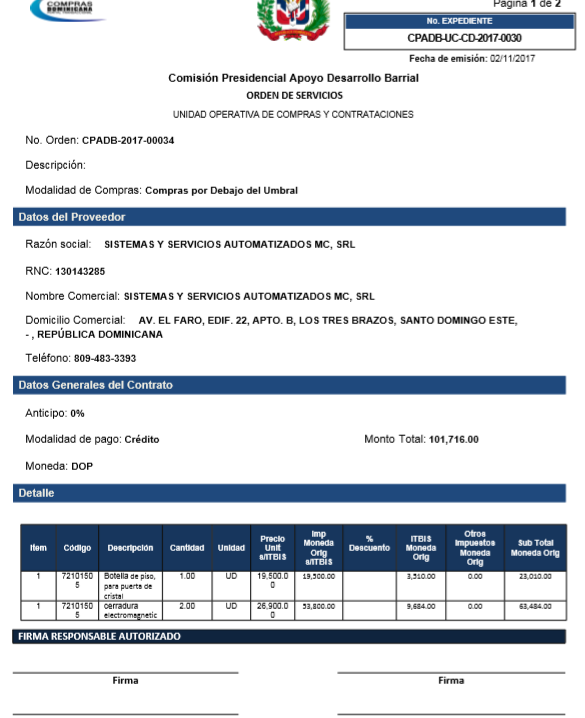 COMPRAS
DOMINICANA
Página 1 de 2
No. EXPEDIENTE
CPADB-UC-CD-2017-0030
Fecha de emisión: 02/11/2017
Comisión Presidencial Apoyo Desarrollo Barrial
ORDEN DE SERVICIOS
UNIDAD OPERATIVA DE COMPRAS Y CONTRATACIONES
No. Orden: CPADB-2017-00034
Descripción:
Modalidad de Compras: Compras por Debajo del Umbral
Datos del Proveedor
Razón social: SISTEMAS Y SERVICIOS AUTOMATIZADOS MC, SRL
RNC: 130143285
Nombre Comercial: SISTEMAS Y SERVICIOS AUTOMATIZADOS MC, SRL
Domicilio Comercial: AV. EL FARO, EDIF. 22, APTO. B, LOS TRES BRAZOS, SANTO DOMINGO ESTE,
- , REPÚBLICA DOMINICANA
Teléfono: 809-483-3393
Datos Generales del Contrato
Anticipo: 0%
Modalidad de pago: Crédito Monto Total: 101,716.00
Moneda: DOP
Detalle
Item Código Descripción Cantidad Unidad Precio Unit s/ITBIS Imp Moneda Orig s/ITBIS % Descuento ITBIS Moneda Orig Otros Impuestos Moneda Orig Sub Total Moneda Orig
1 72101505 Botella de piso, para puerta de cristal 1.00 UD 19,500.00 19,500.00 3,510.00 0.00 23,010.00
1 72101505 cerradura electromagnetic 2.00 UD 26,900.00 53,800.00 9,684.00 0.00 63,484.00
FIRMA RESPONSABLE AUTORIZADO
Firma Firma